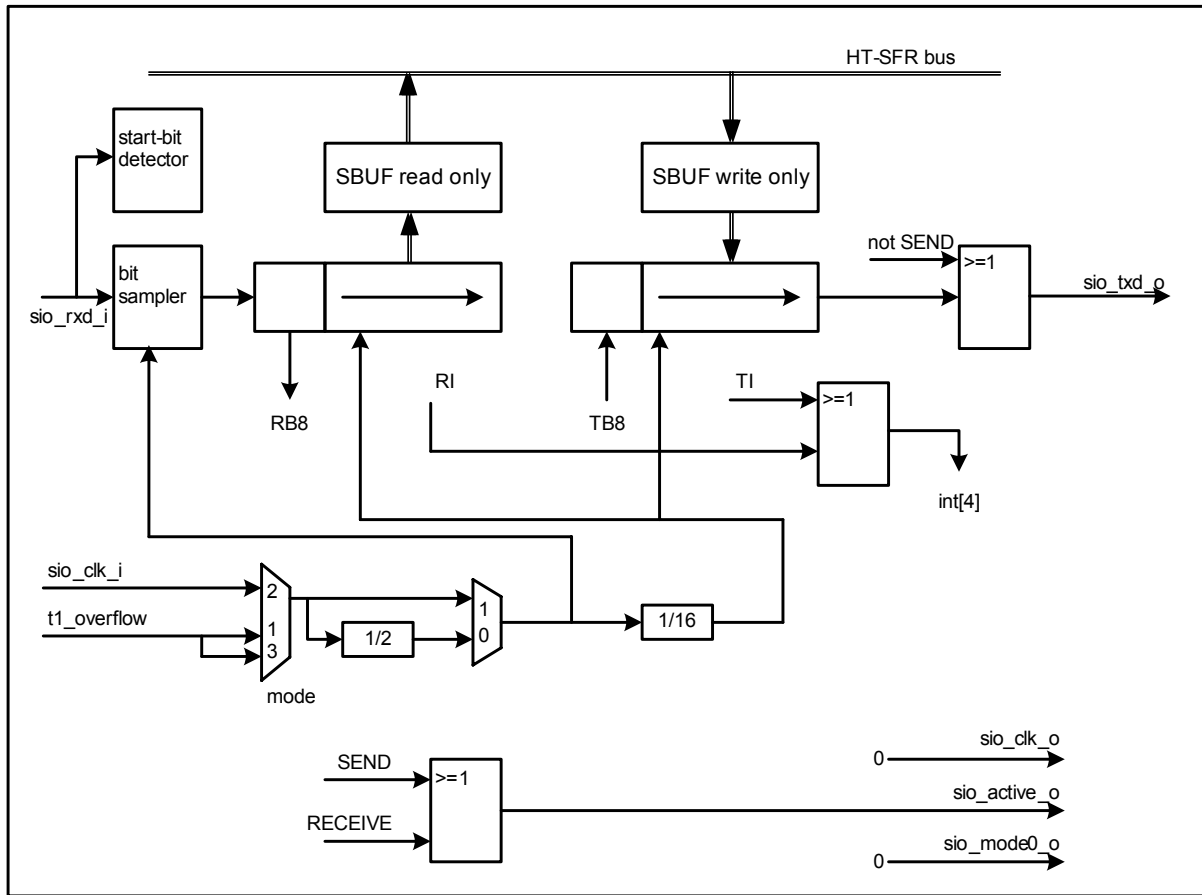 HT-SFR bus
start-bit
detector
SBUF read only
SBUF write only
not SEND
>=1
bit
sampler
sio_rxd_i
sio_txd_o
RI
TI
>=1
RB8
TB8
int[4]
sio_clk_i
2
t1_overflow
1
3
1/2
1
0
1/16
mode
sio_clk_o
0
SEND
>=1
sio_active_o
RECEIVE
sio_mode0_o
0